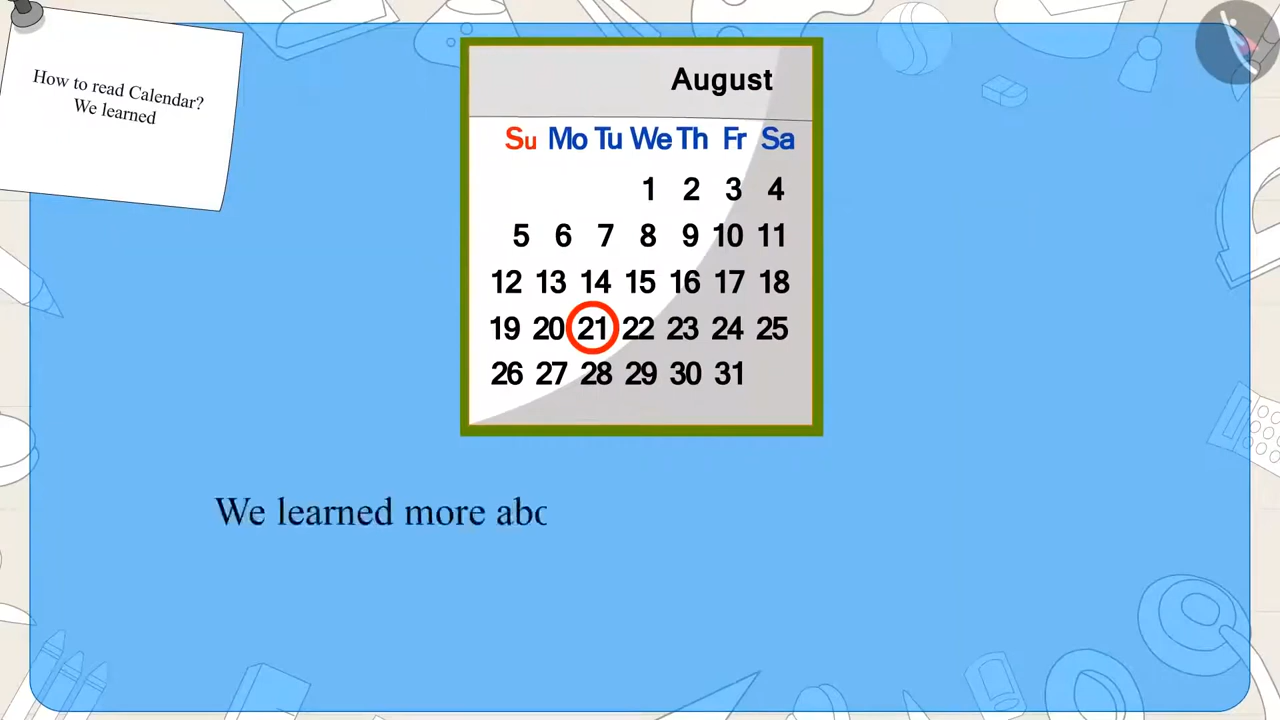 How to read Calendar?
We learned
August
Su Mo Tu We Th Fr Sa
1 2 3 4
5 6 7 8 9 10 11
12 13 14 15 16 17 18
19 20 21 22 23 24 25
26 27 28 29 30 31
We learned more